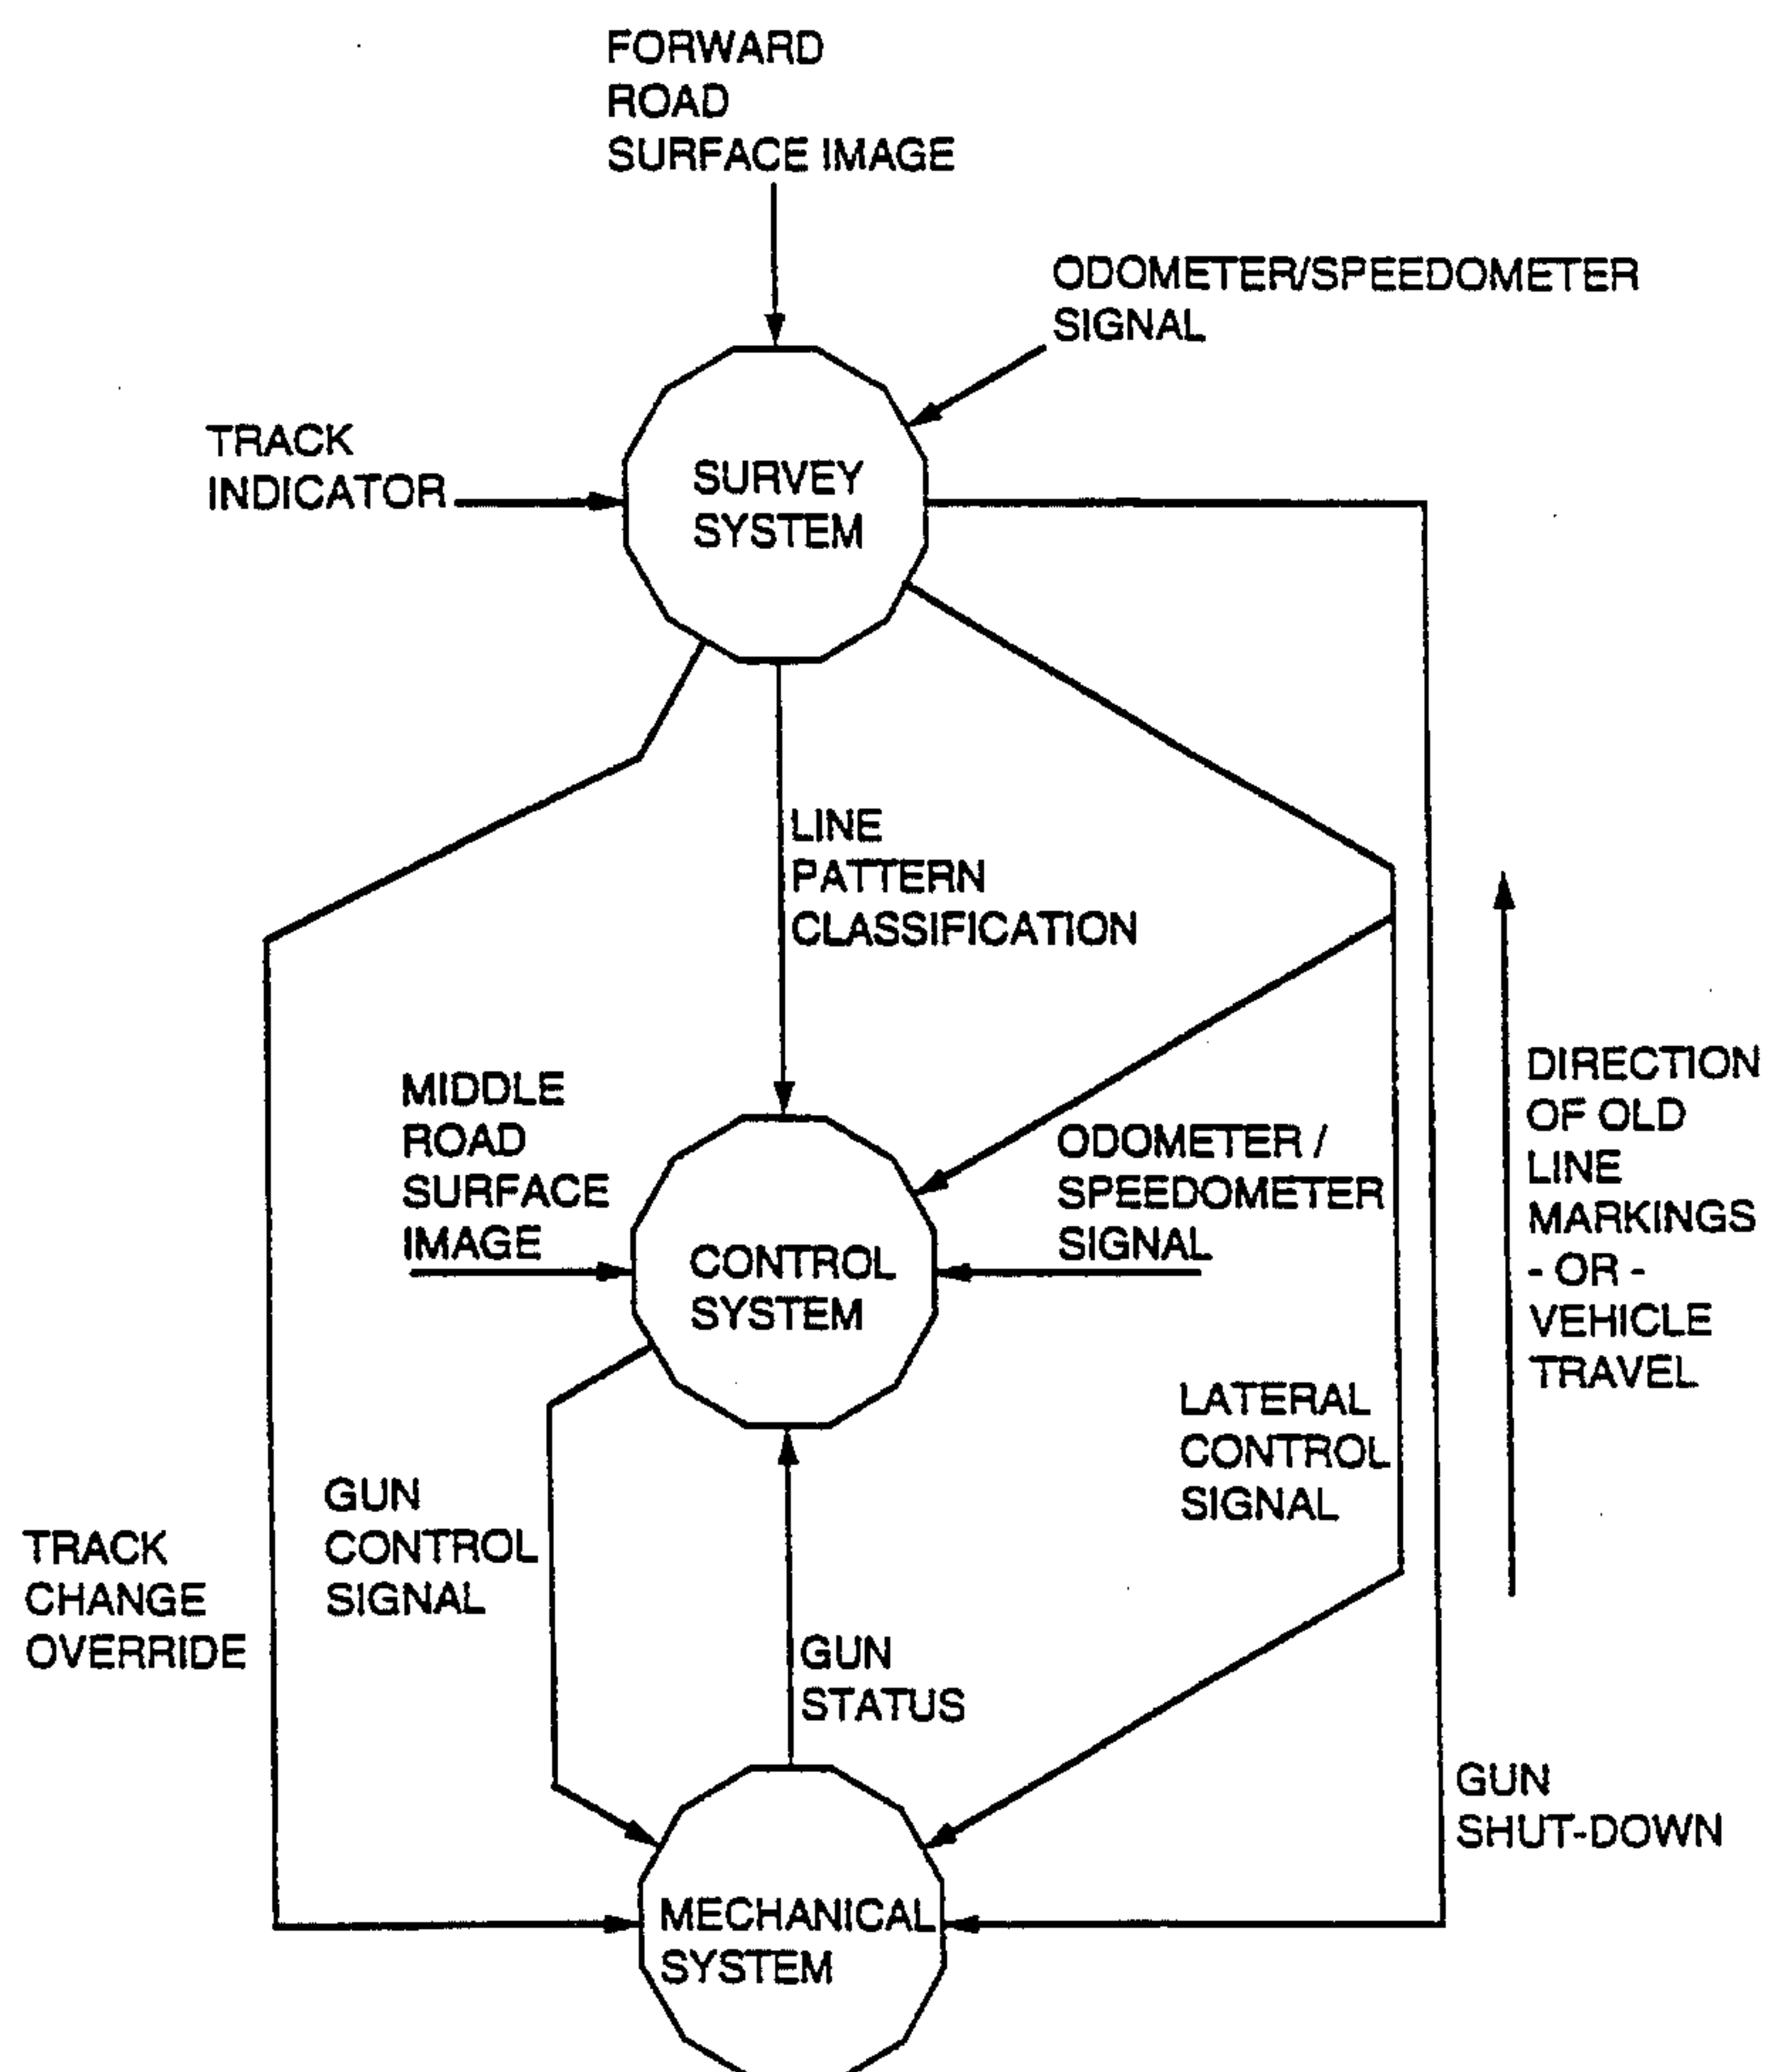 FORWARD
ROAD
SURFACE IMAGE
ODOMETER/SPEEDOMETER
SIGNAL
TRACK
INDICATOR
SURVEY
SYSTEM
LINE
PATTERN
CLASSIFICATION
MIDDLE
ROAD
SURFACE
IMAGE
CONTROL
SYSTEM
ODOMETER /
SPEEDOMETER
SIGNAL
DIRECTION
OF OLD
LINE
MARKINGS
- OR -
VEHICLE
TRAVEL
LATERAL
CONTROL
SIGNAL
GUN
CONTROL
SIGNAL
TRACK
CHANGE
OVERRIDE
GUN
STATUS
GUN
SHUT-DOWN
MECHANICAL
SYSTEM